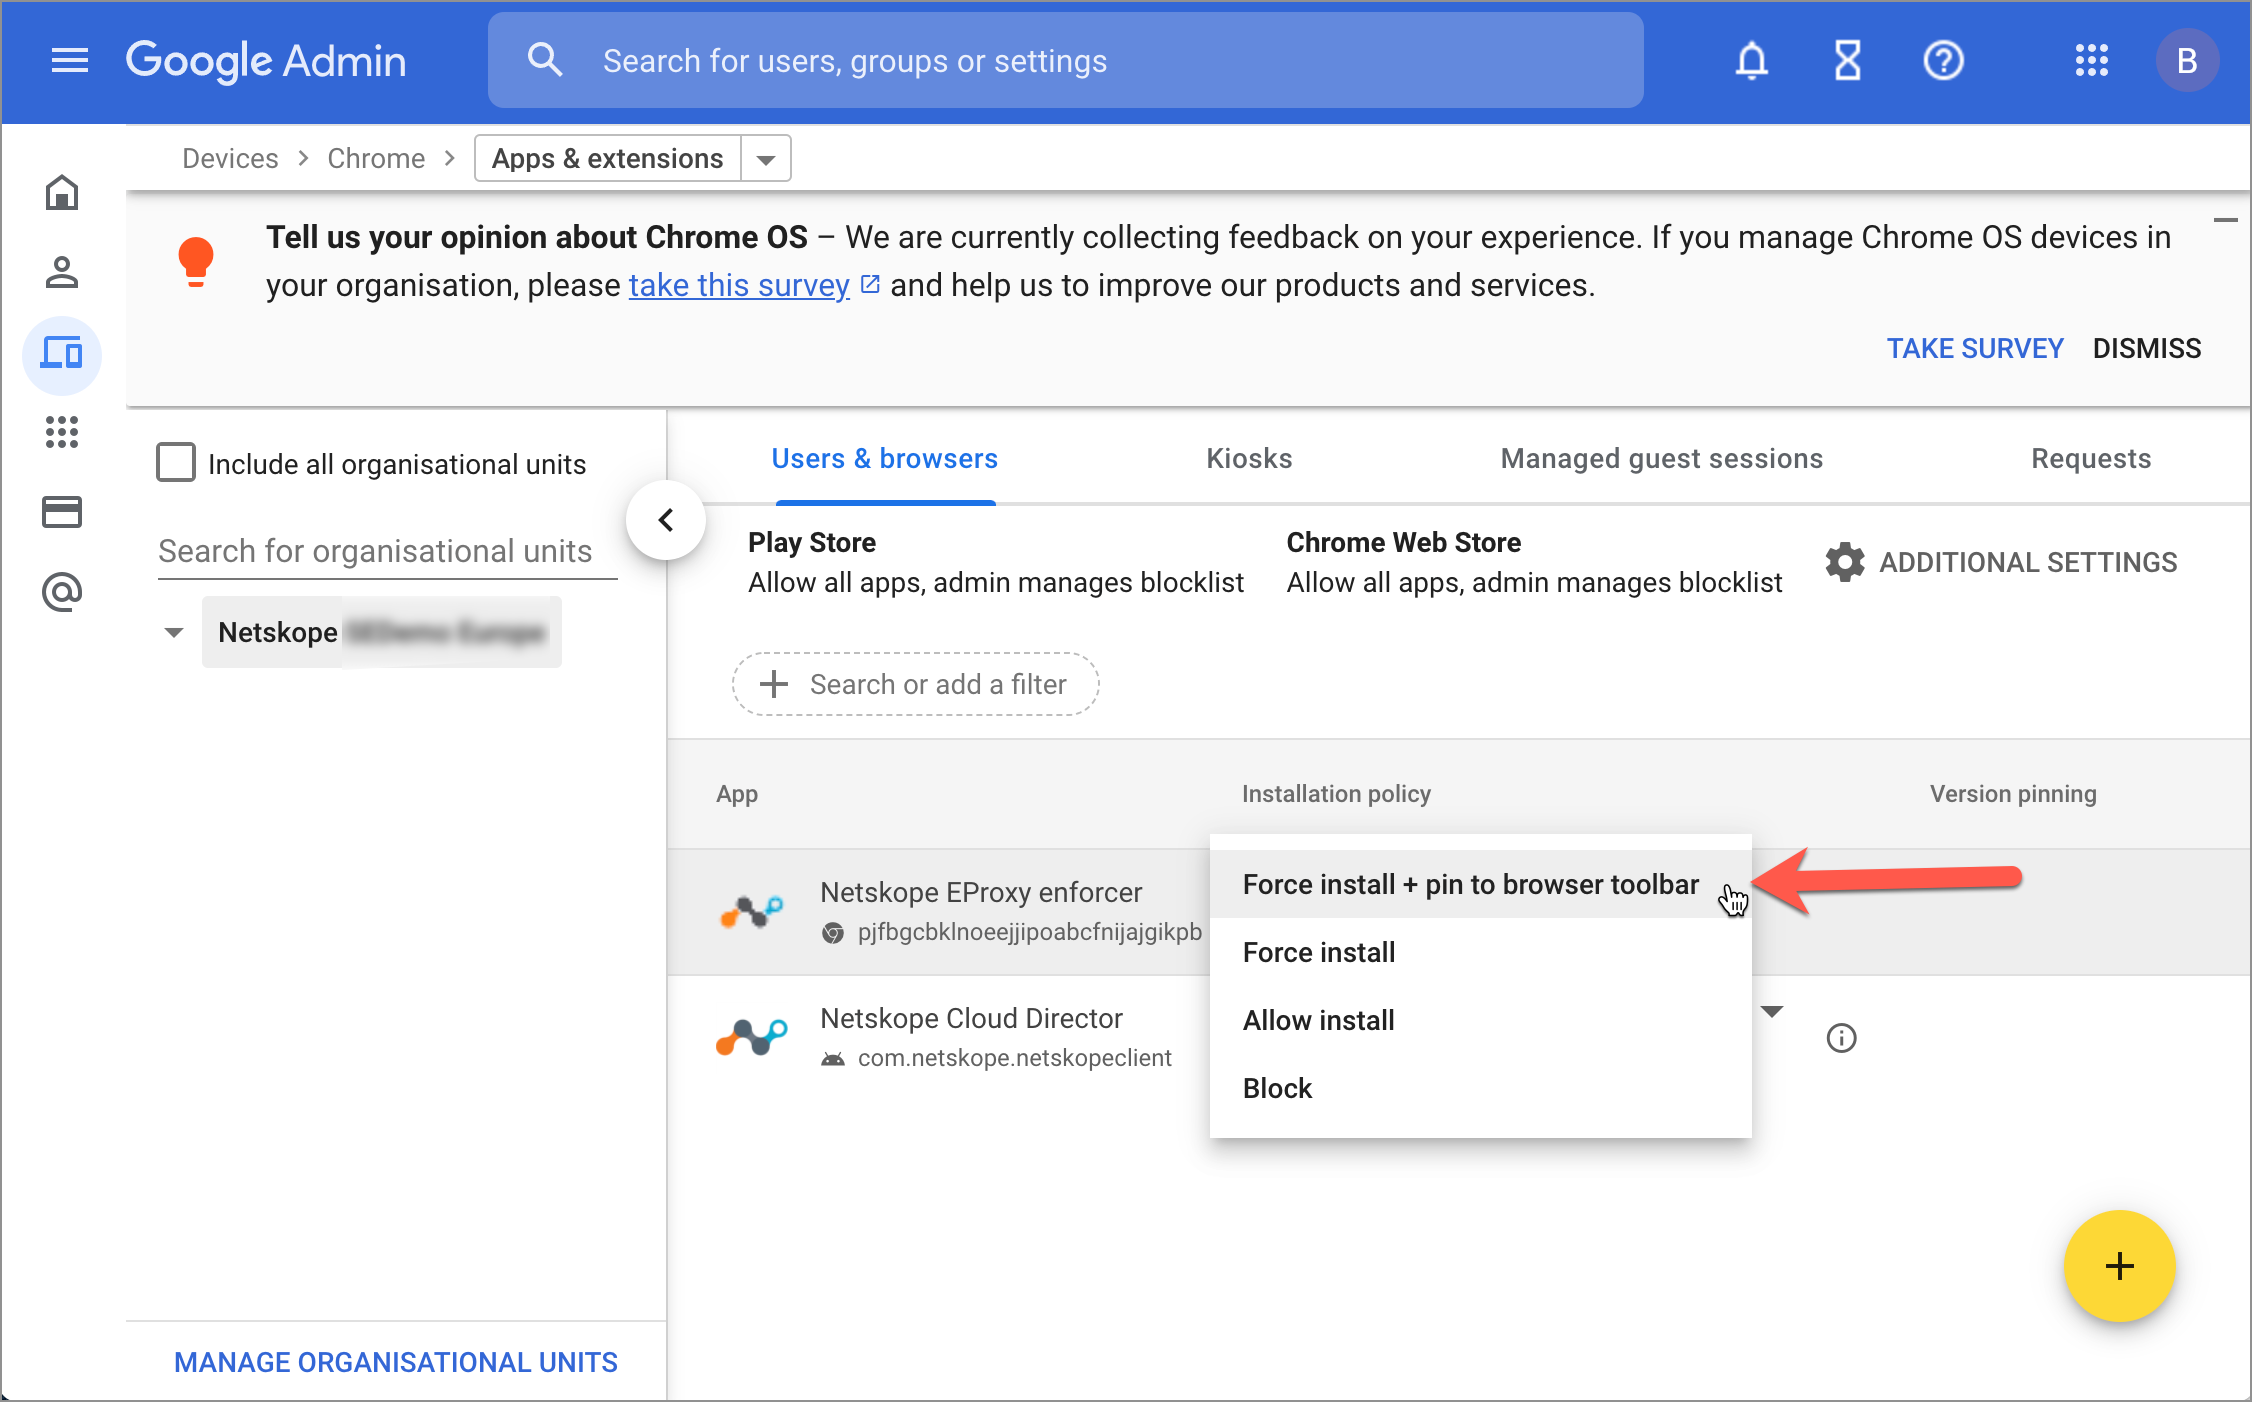 Google Admin
Search for users, groups or settings
B
Devices > Chrome > Apps & extensions
Tell us your opinion about Chrome OS – We are currently collecting feedback on your experience. If you manage Chrome OS devices in
your organisation, please take this survey and help us to improve our products and services.
TAKE SURVEY DISMISS
Include all organisational units
Search for organisational units
Netskope
MANAGE ORGANISATIONAL UNITS
Users & browsers Kiosks Managed guest sessions Requests
Play Store
Allow all apps, admin manages blocklist
Chrome Web Store
Allow all apps, admin manages blocklist
ADDITIONAL SETTINGS
Search or add a filter
App Installation policy Version pinning
Netskope EProxy enforcer
pjfbgcbklnoeejjipoabcfnijajgikpb
Netskope Cloud Director
com.netskope.netskopeclient
Force install + pin to browser toolbar
Force install
Allow install
Block